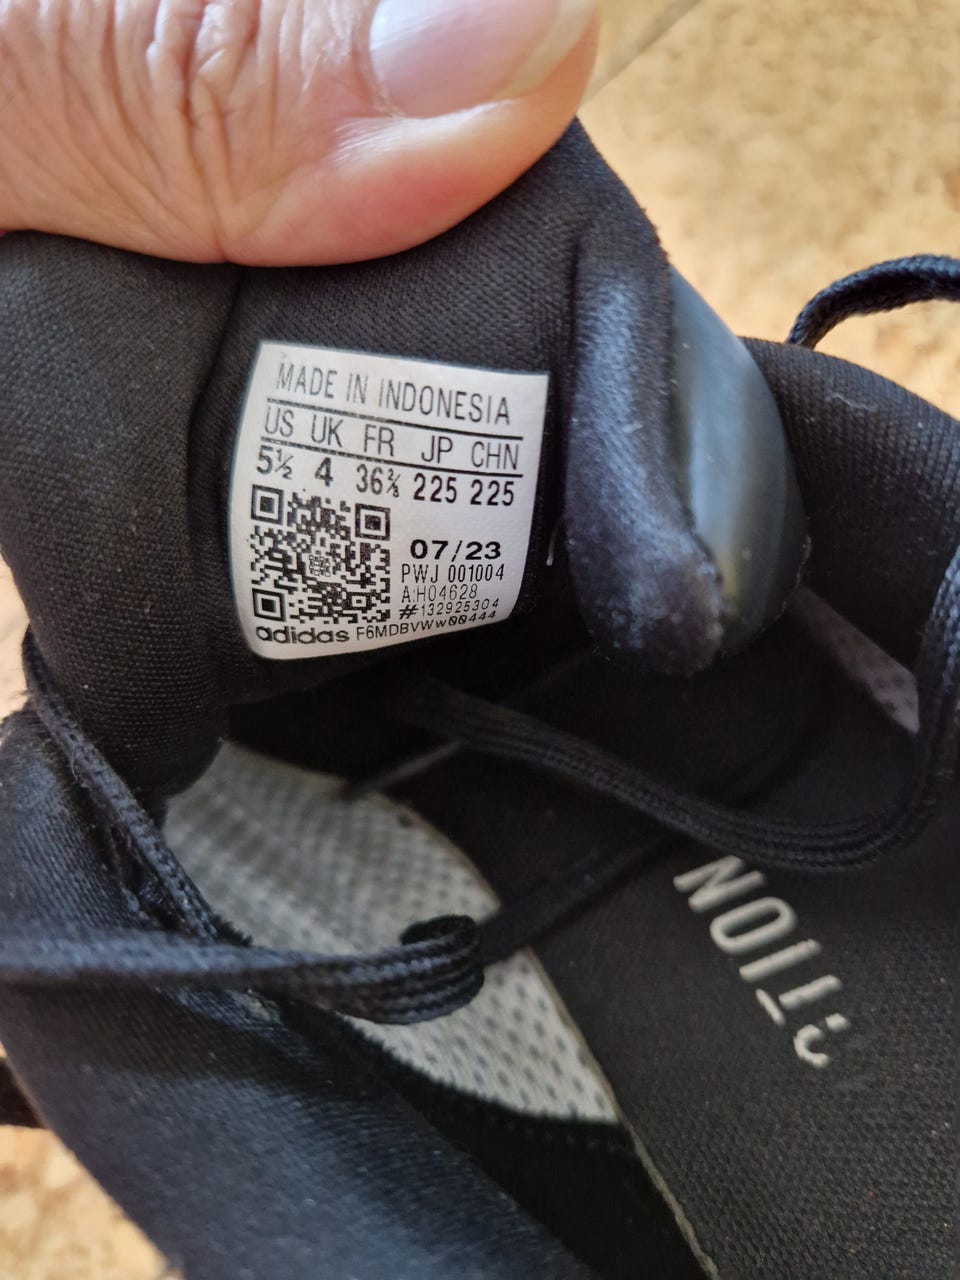 MADE IN INDONESIA
US UK FR JP CHN
5½ 4 36⅔ 225 225
07/23
PWJ 001004
A:H04628
#132925304
adidas F6MDBVWw00444